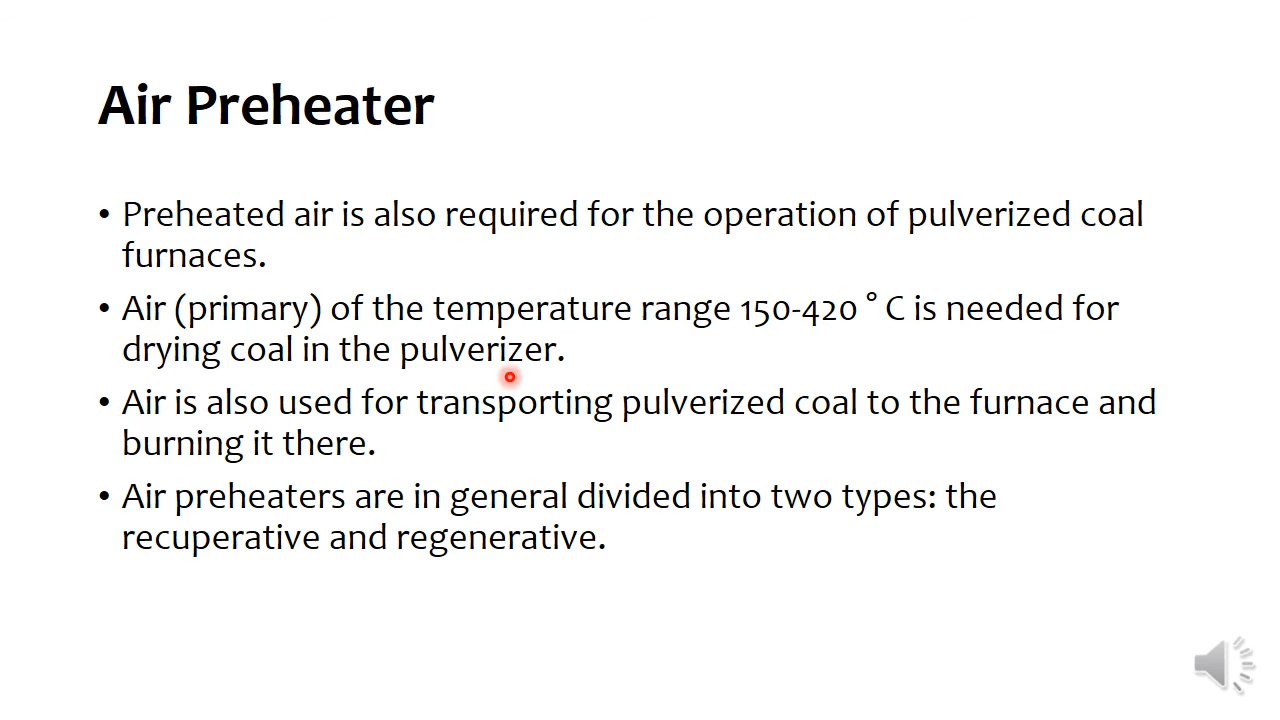 Air Preheater
• Preheated air is also required for the operation of pulverized coal
furnaces.
• Air (primary) of the temperature range 150-420 ° C is needed for
drying coal in the pulverizer.
• Air is also used for transporting pulverized coal to the furnace and
burning it there.
• Air preheaters are in general divided into two types: the
recuperative and regenerative.